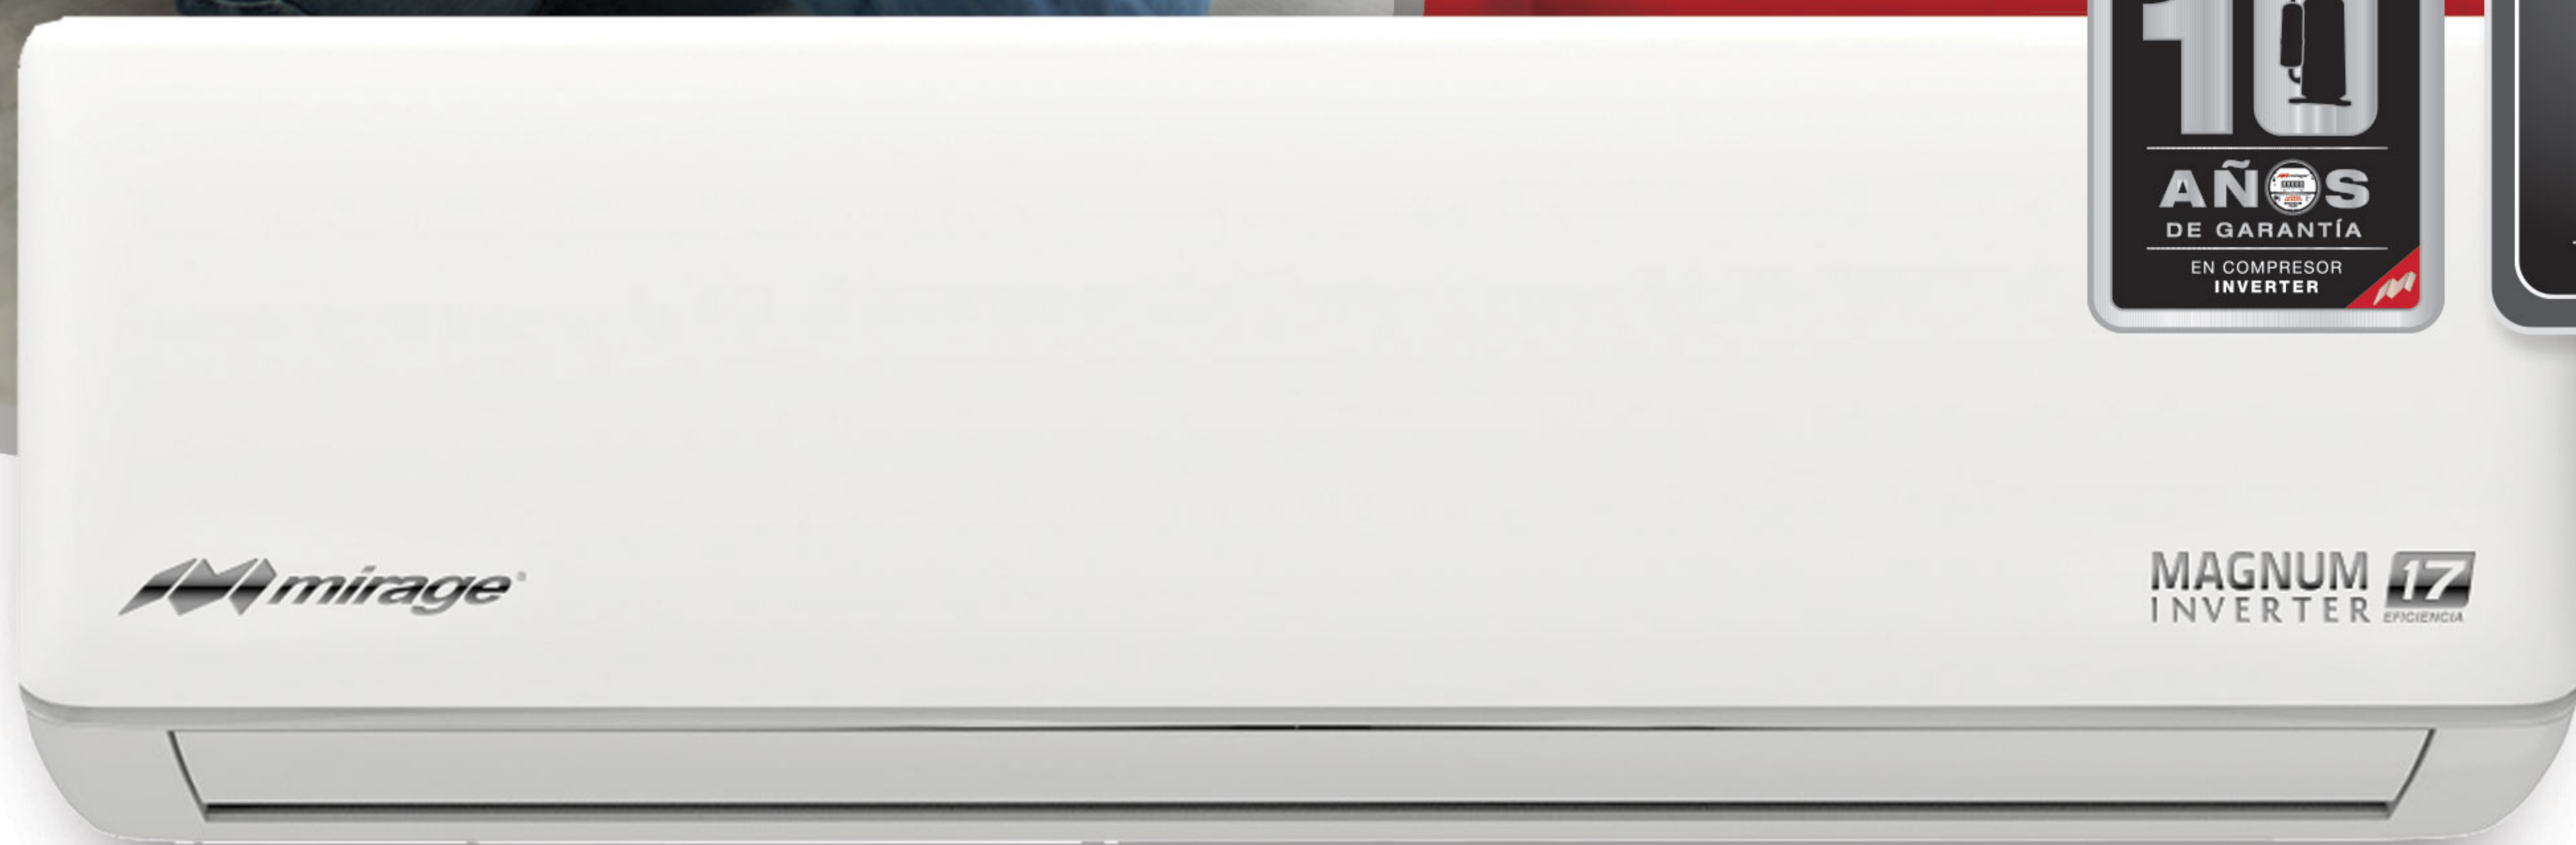 10
AÑOS
DE GARANTÍA
EN COMPRESOR
INVERTER
mirage®
MAGNUM 17
INVERTER EFICIENCIA